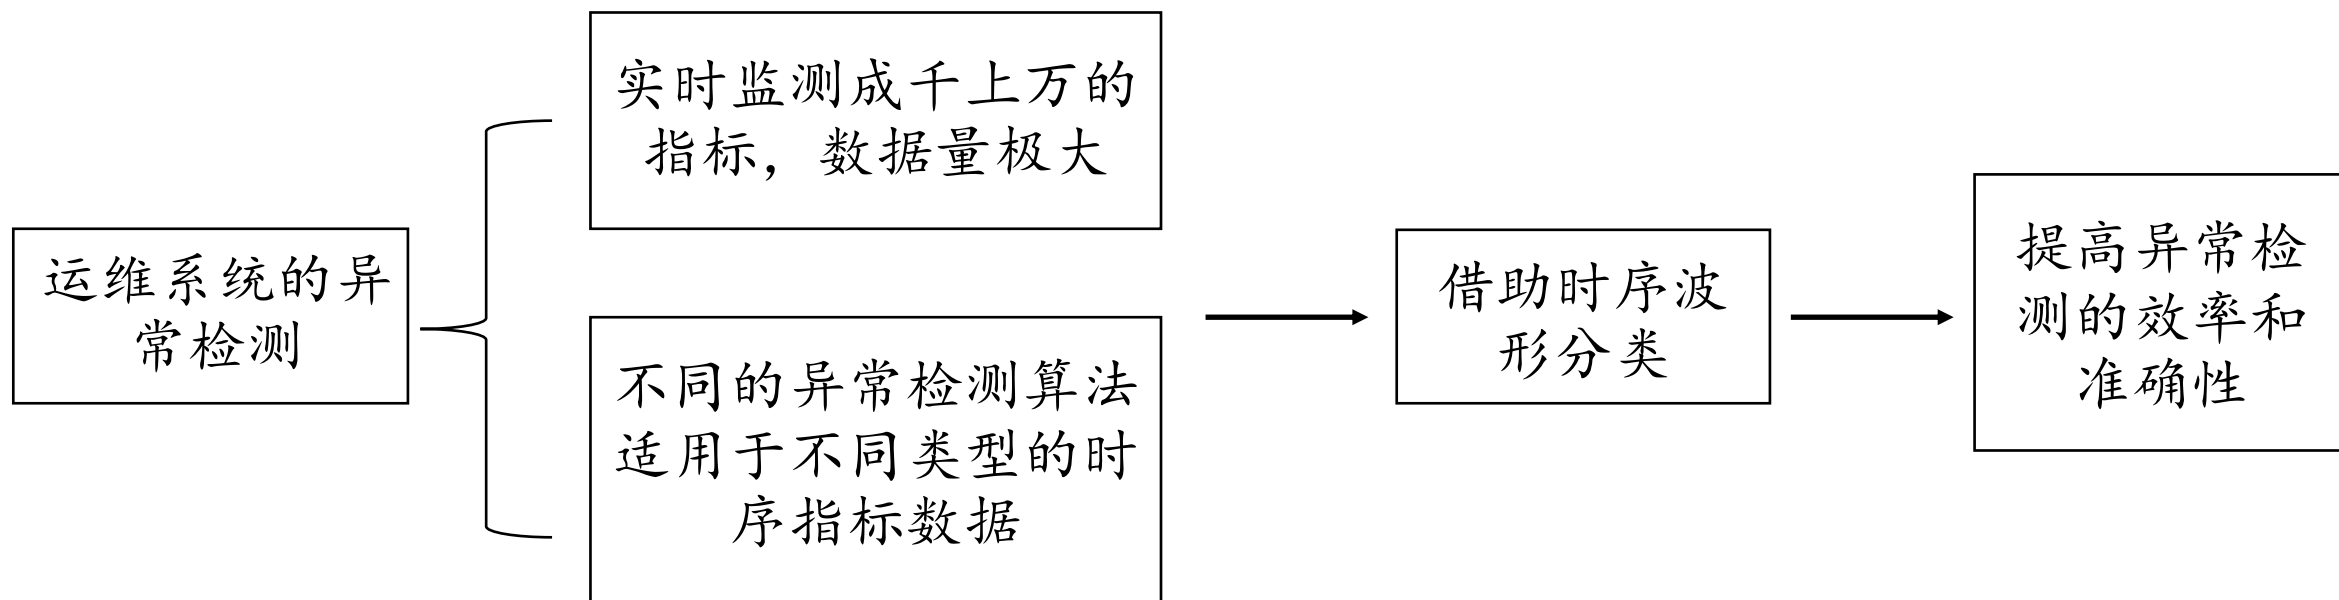 运维系统的异
常检测
实时监测成千上万的
指标，数据量极大
不同的异常检测算法
适用于不同类型的时
序指标数据
借助时序波
形分类
提高异常检
测的效率和
准确性